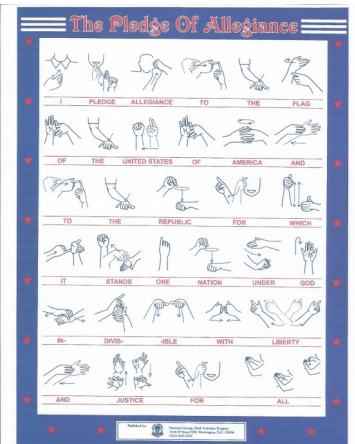 The Pledge Of Allegiance
I PLEDGE ALLEGIANCE TO THE FLAG
OF THE UNITED STATES OF AMERICA AND
TO THE REPUBLIC FOR WHICH
IT STANDS ONE NATION UNDER GOD
IN- DIVIS- -IBLE WITH LIBERTY
AND JUSTICE FOR ALL
Published by: